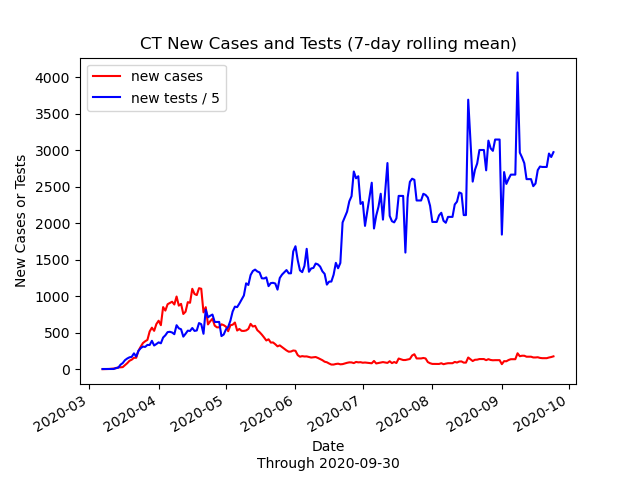 CT New Cases and Tests (7-day rolling mean)
new cases
new tests / 5
New Cases or Tests
4000
3500
3000
2500
2000
1500
1000
500
0
2020-03
2020-04
2020-05
2020-06
2020-07
2020-08
2020-09
2020-10
Date
Through 2020-09-30